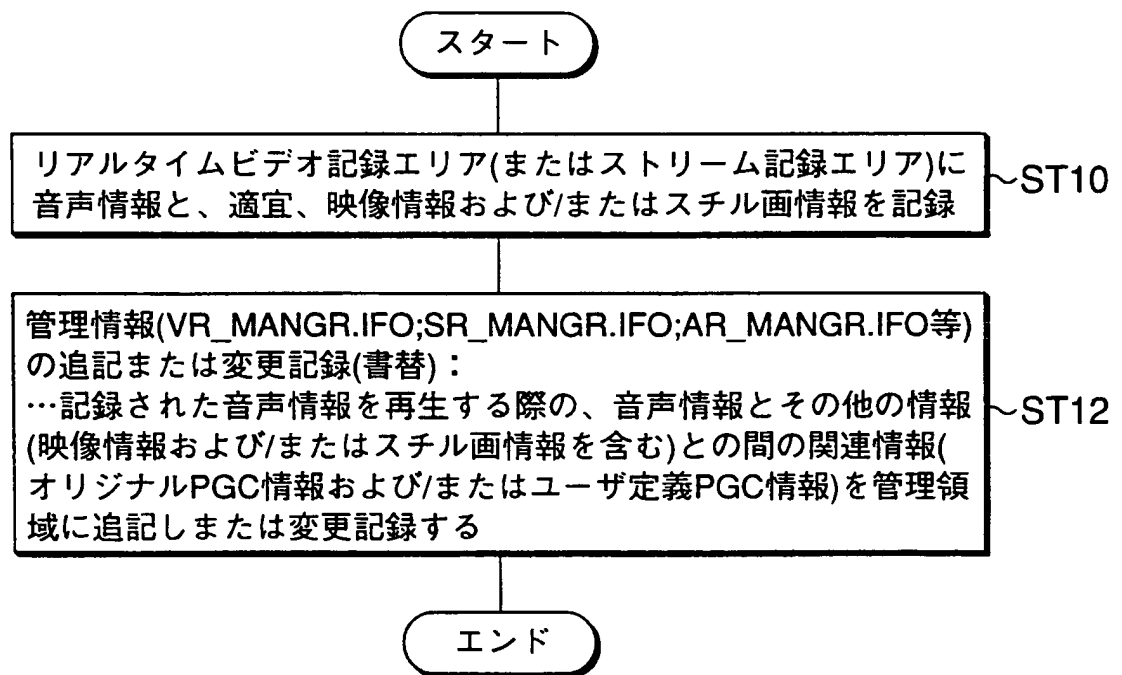 スタート
リアルタイムビデオ記録エリア(またはストリーム記録エリア)に
音声情報と、適宜、映像情報および/またはスチル画情報を記録
~ST10
管理情報(VR_MANGR.IFO;SR_MANGR.IFO;AR_MANGR.IFO等)
の追記または変更記録(書替)：
…記録された音声情報を再生する際の、音声情報とその他の情報
(映像情報および/またはスチル画情報を含む)との間の関連情報(
オリジナルPGC情報および/またはユーザ定義PGC情報)を管理領
域に追記しまたは変更記録する
~ST12
エンド